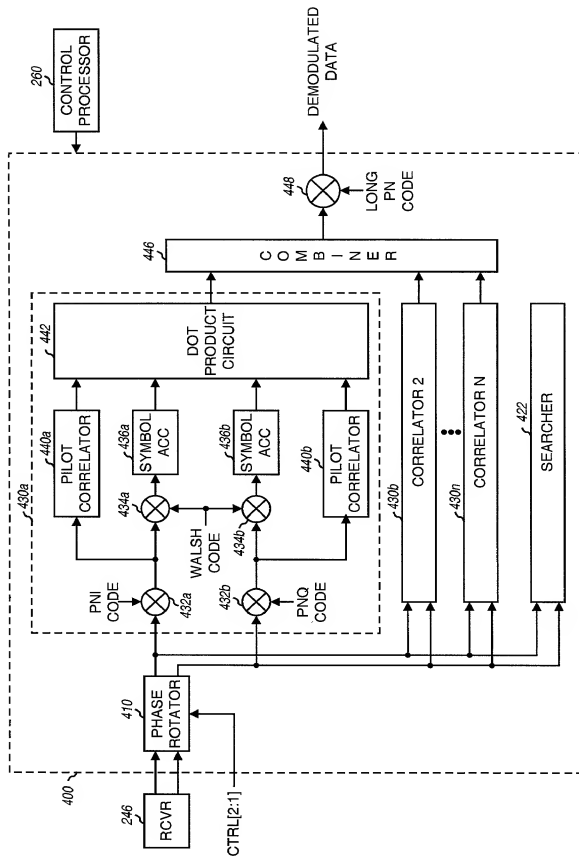 400
246
RCVR
CTRL[2:1]
410
PHASE
ROTATOR
430a
PNI
CODE
432a
432b
PNQ
CODE
440a
PILOT
CORRELATOR
434a
436a
SYMBOL
ACC
WALSH
CODE
434b
436b
SYMBOL
ACC
440b
PILOT
CORRELATOR
442
DOT
PRODUCT
CIRCUIT
430b
CORRELATOR 2
430n
CORRELATOR N
422
SEARCHER
446
COMBINER
448
LONG
PN
CODE
DEMODULATED
DATA
260
CONTROL
PROCESSOR